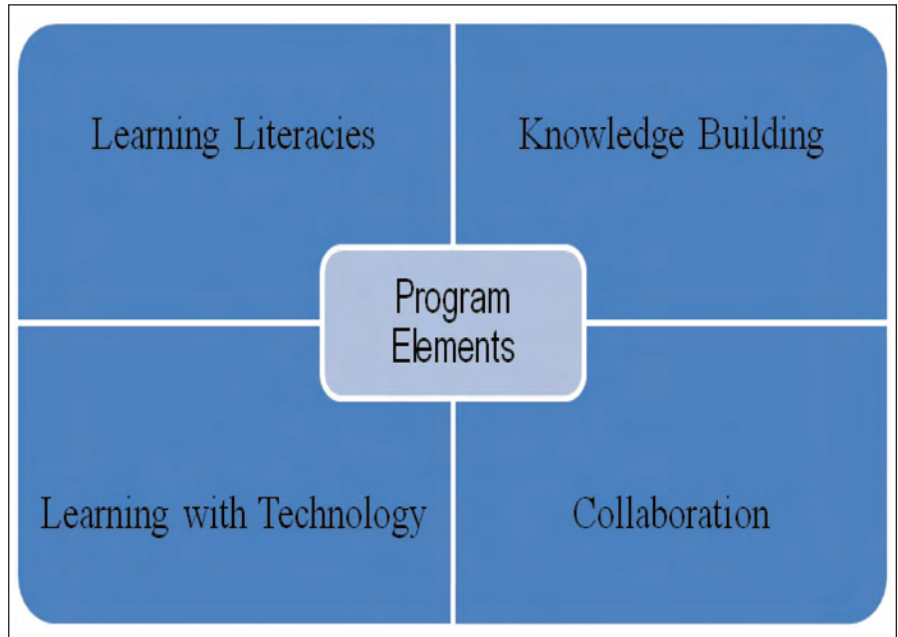 Learning Literacies
Knowledge Building
Program
Elements
Learning with Technology
Collaboration